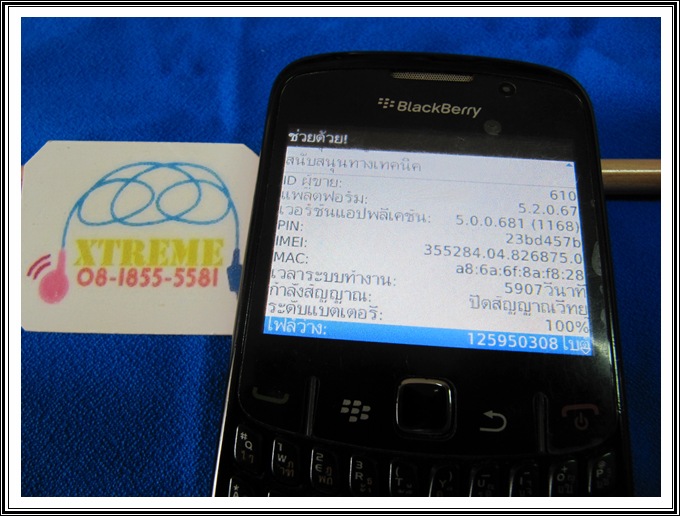 BlackBerry
ช่วยด้วย!
สนับสนุนทางเทคนิค
ID ผู้ขาย: 610
แพลตฟอร์ม: 5.2.0.67
เวอร์ชันแอปพลิเคชัน: 5.0.0.681 (1168)
PIN: 23bd457b
IMEI: 355284.04.826875.0
MAC: a8:6a:6f:8a:f8:28
เวลาระบบทำงาน: 5907วินาที
กำลังสัญญาณ: ปิดสัญญาณวิทยุ
ระดับแบตเตอรี่: 100%
ไฟล์ว่าง: 125950308 ไบต์
XTREME
08-1855-5581